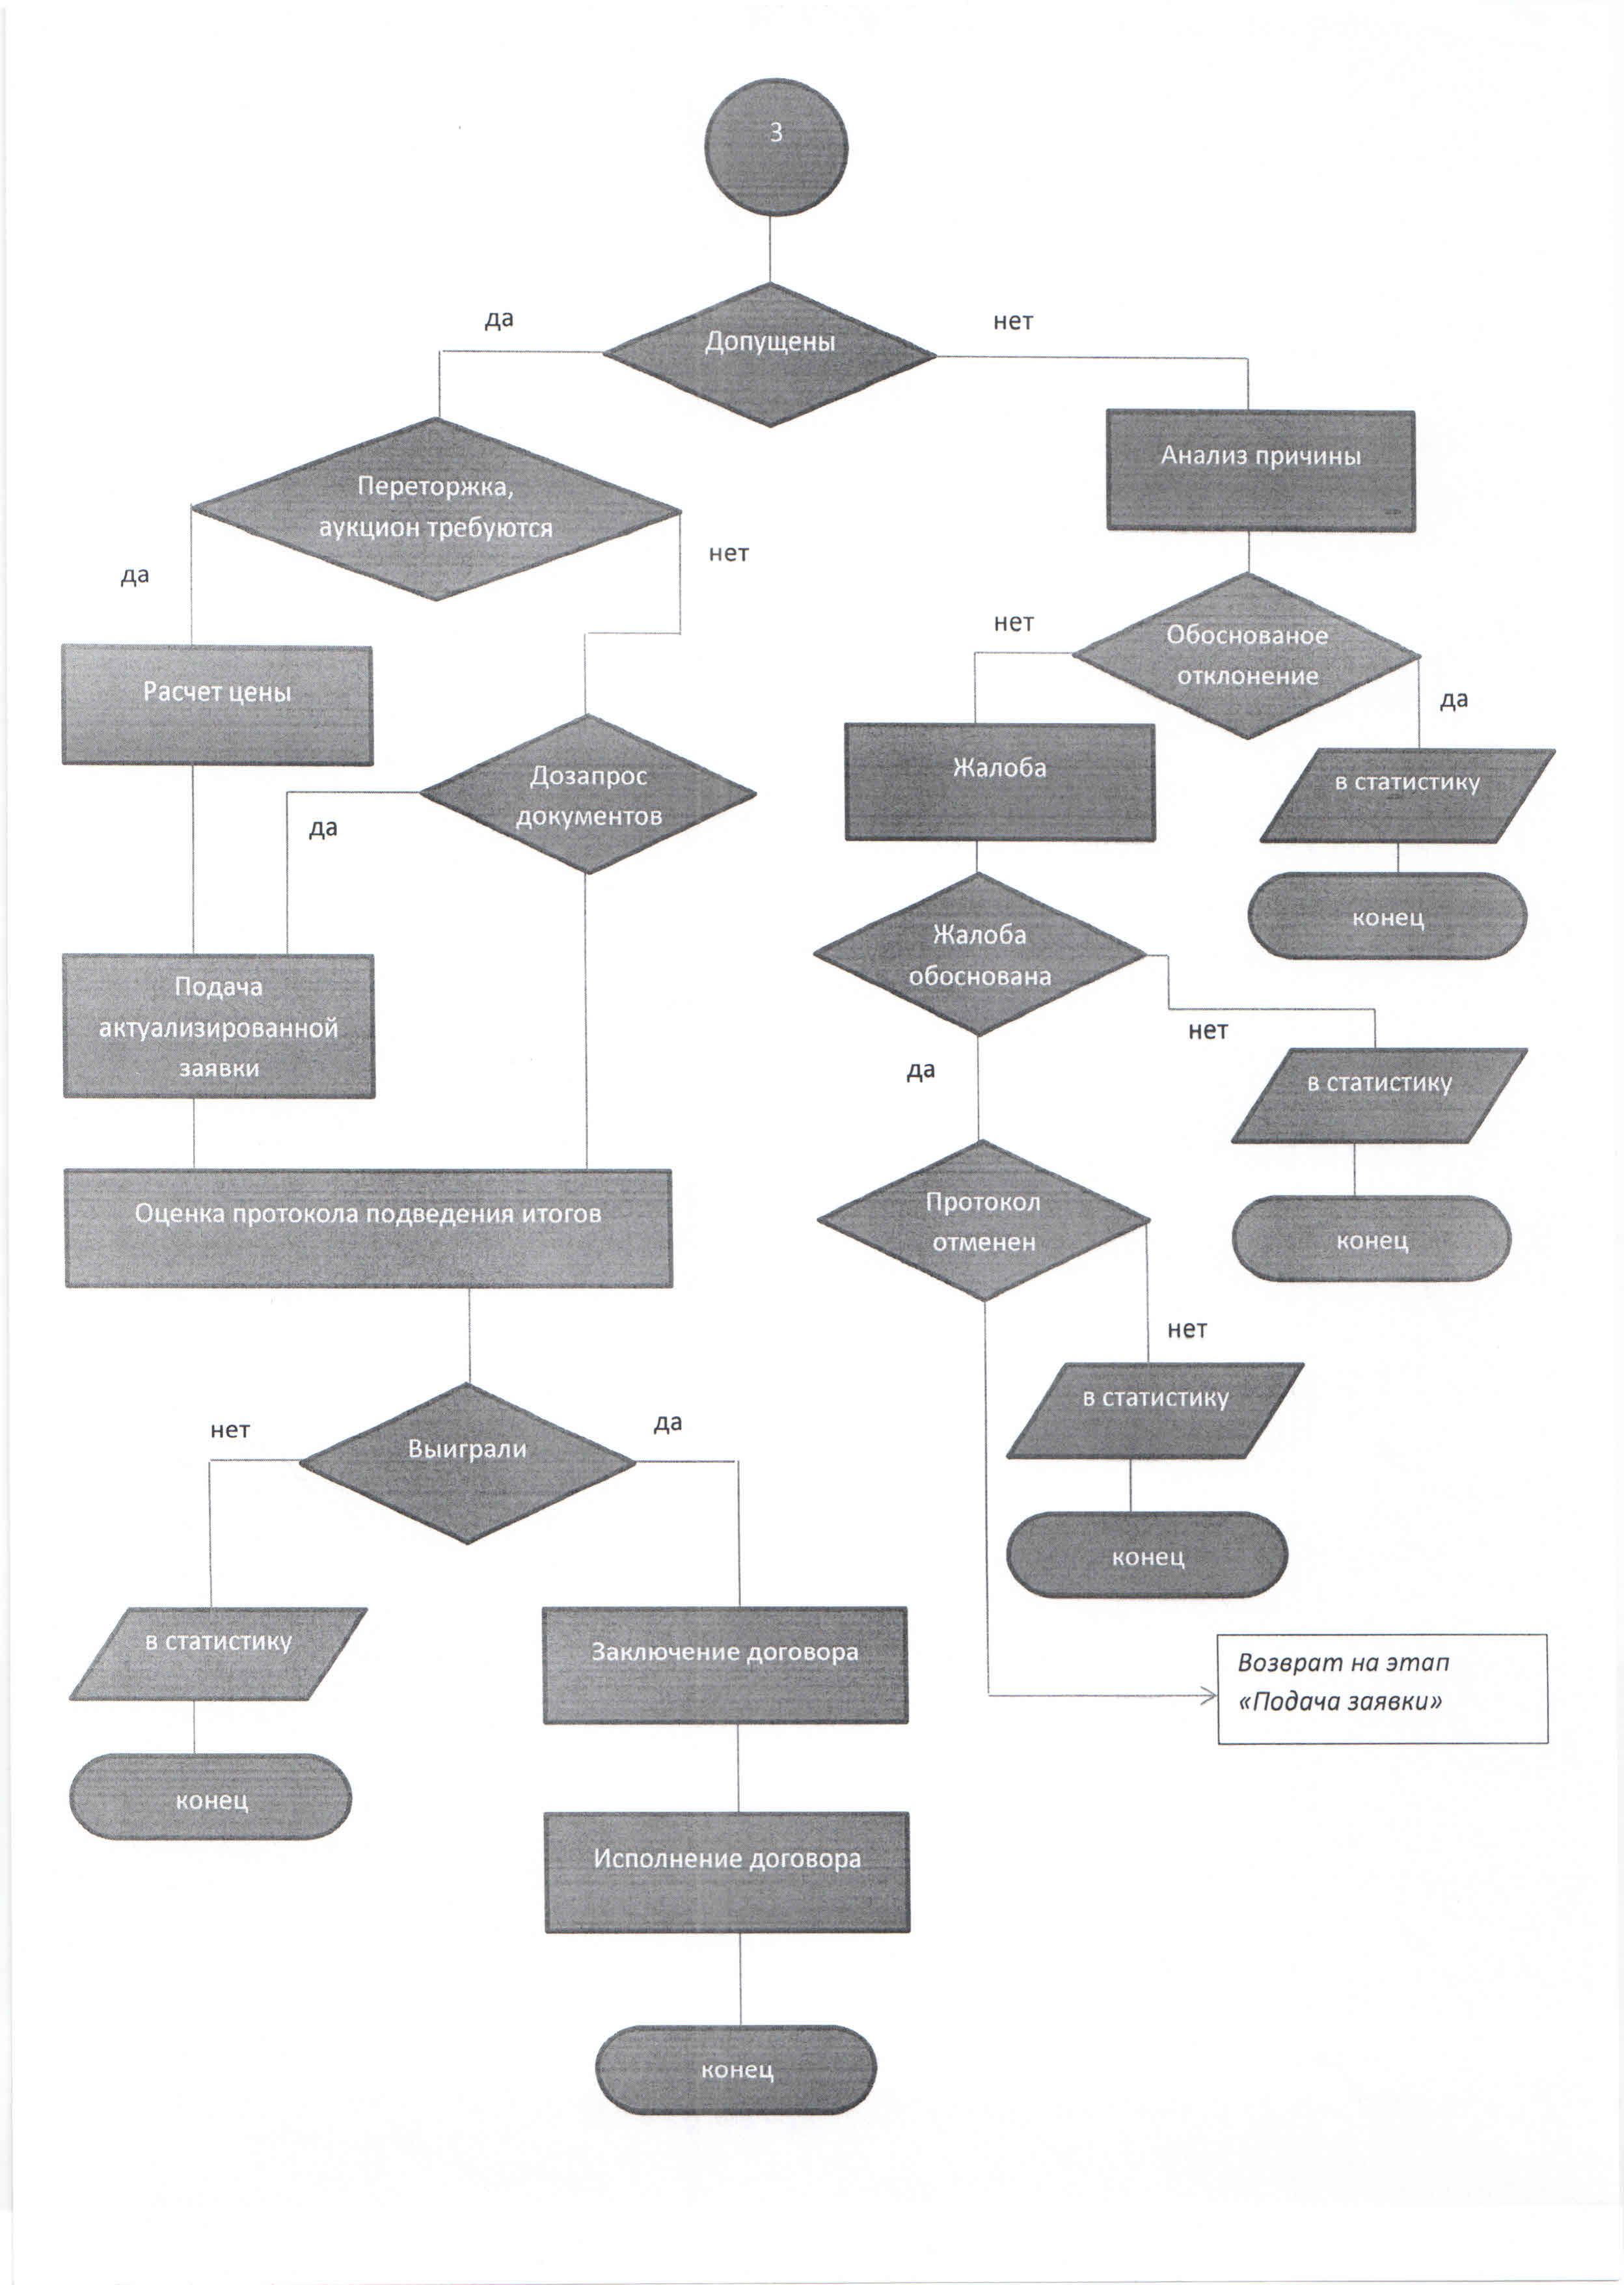 3
Допущены
да
нет
Переторжка,
аукцион требуются
да
нет
Анализ причины
Обоснованое
отклонение
нет
да
Расчет цены
Дозапрос
документов
да
Жалоба
в статистику
конец
Жалоба
обоснована
нет
да
Подача
актуализированной
заявки
в статистику
конец
Оценка протокола подведения итогов
Протокол
отменен
нет
в статистику
конец
Выиграли
нет
да
в статистику
конец
Заключение договора
Возврат на этап
«Подача заявки»
Исполнение договора
конец